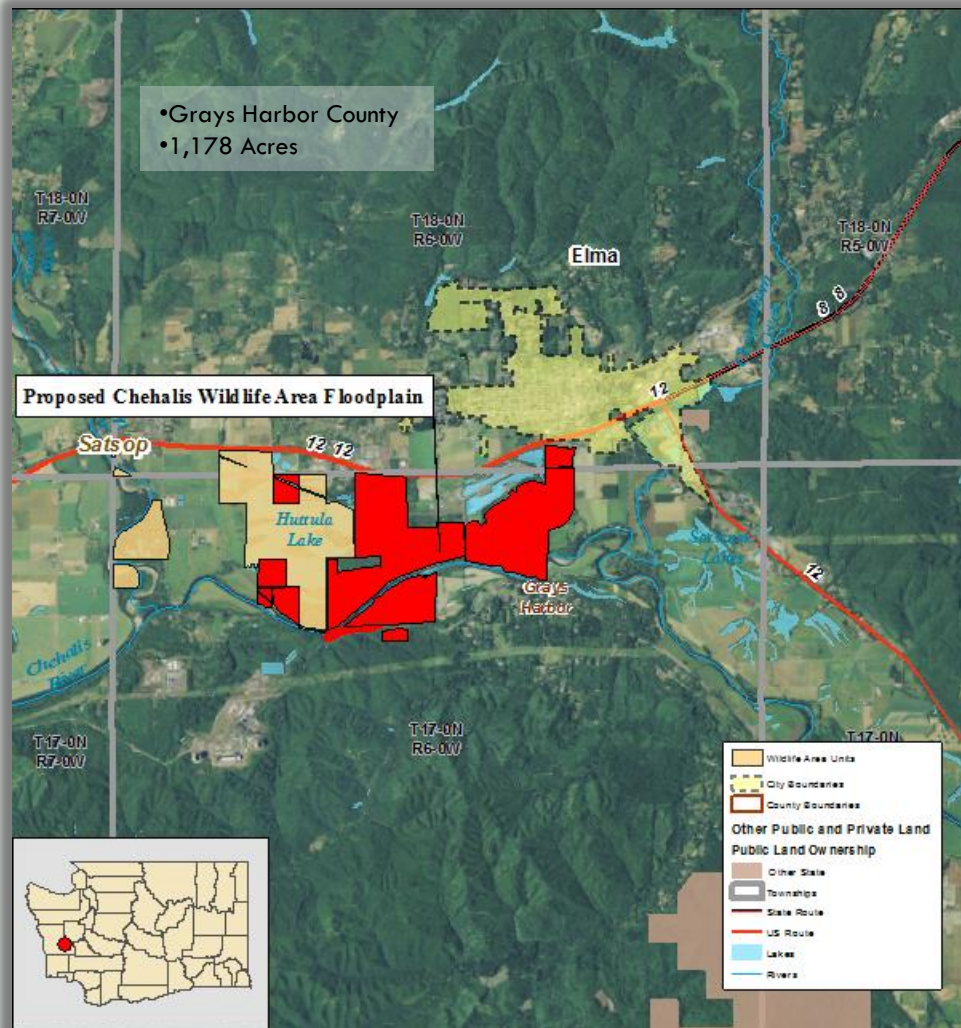 •Grays Harbor County
•1,178 Acres
T18-0N
R7-0W
T18-0N
R6-0W
T18-0N
R5-0W
Elma
8 8
12
Proposed Chehalis Wildlife Area Floodplain
Satsop
12 12
Huttula
Lake
Grays
Harbor
12
Chehalis
River
T17-0N
R7-0W
T17-0N
R6-0W
T17-0N
Wildlife Area Units
City Boundaries
County Boundaries
Other Public and Private Land
Public Land Ownership
Other State
Townships
State Route
US Route
Lakes
Rivers